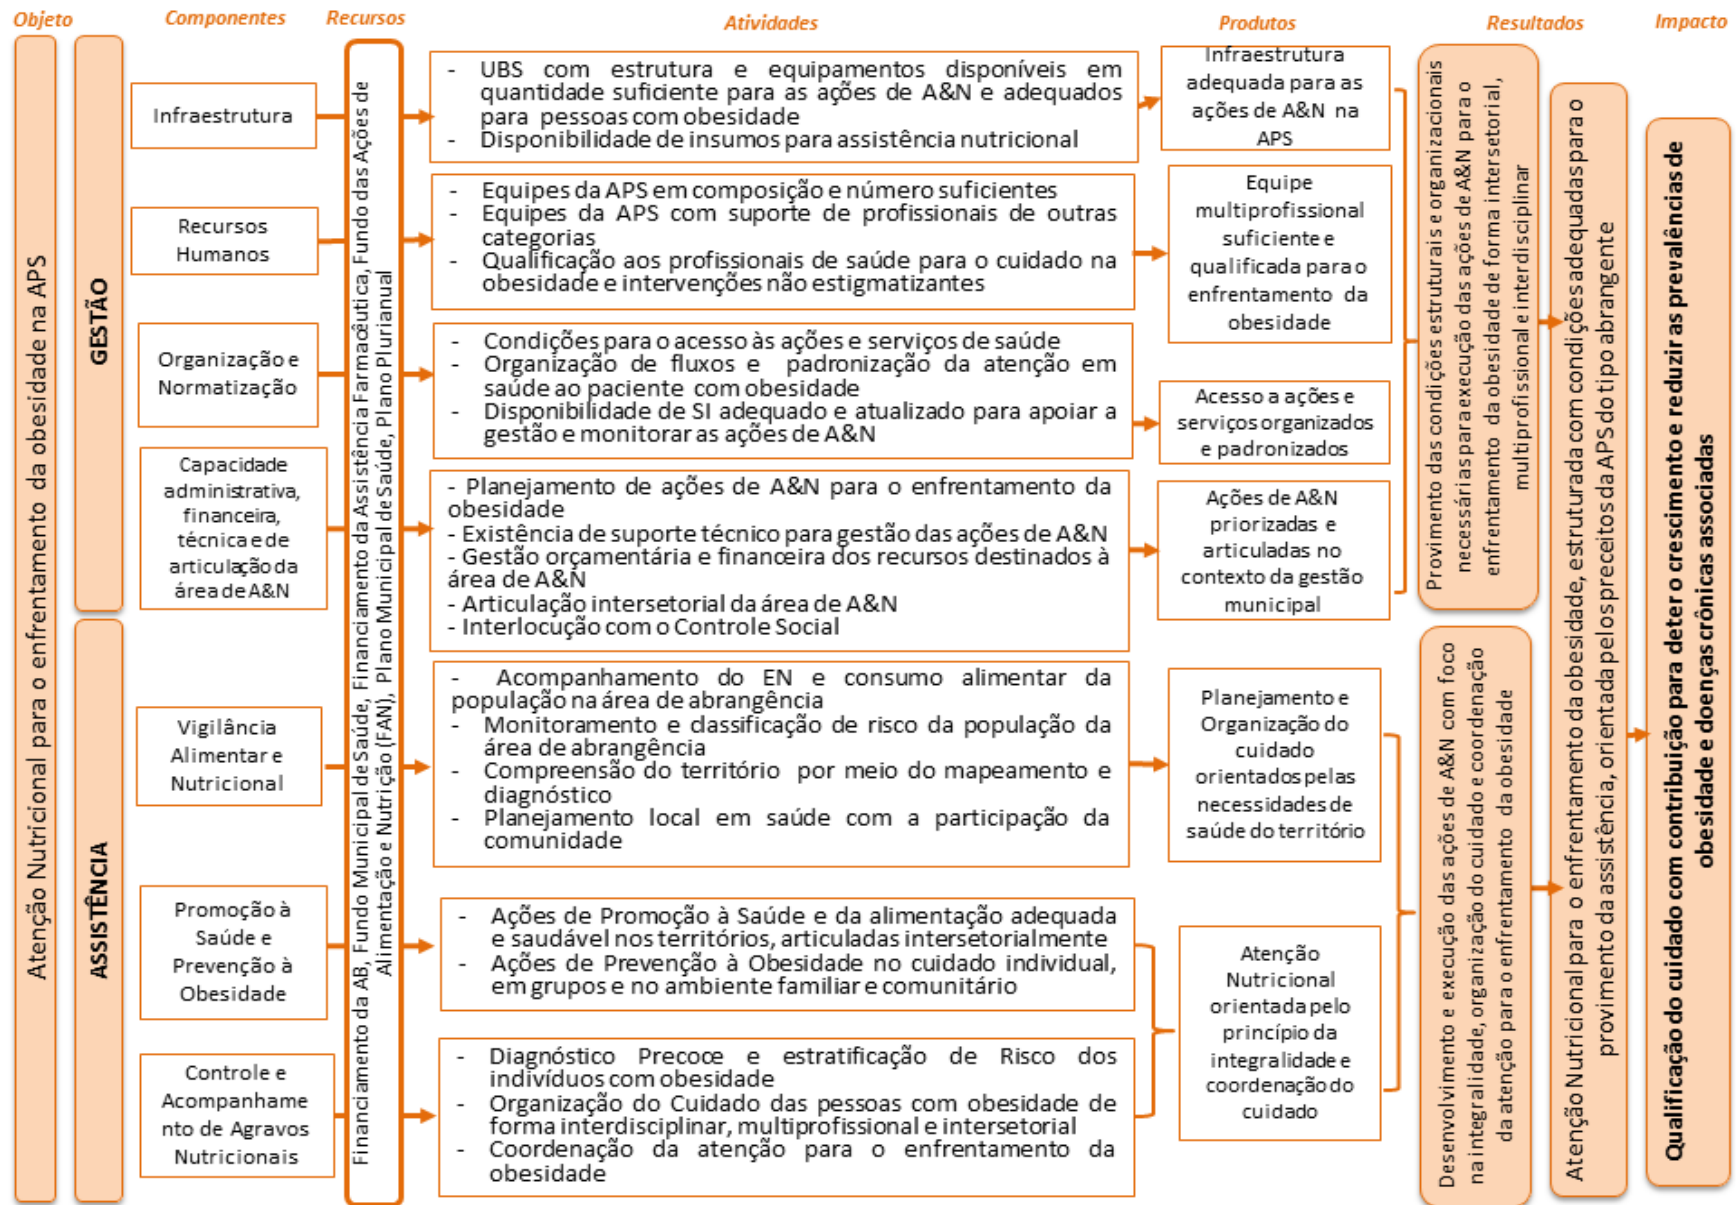 Objeto
Componentes
Recursos
Atividades
Produtos
Resultados
Impacto
Atenção Nutricional para o enfrentamento da obesidade na APS
GESTÃO
ASSISTÊNCIA
Infraestrutura
Recursos
Humanos
Organização e
Normatização
Capacidade
administrativa,
financeira,
técnica e de
articulação da
área de A&N
Vigilância
Alimentar e
Nutricional
Promoção à
Saúde e
Prevenção à
Obesidade
Controle e
Acompanhame
nto de Agravos
Nutricionais
Financiamento da AB, Fundo Municipal de Saúde, Financiamento da Assistência Farmacêutica, Fundo das Ações de
Alimentação e Nutrição (FAN), Plano Municipal de Saúde, Plano Plurianual
- UBS com estrutura e equipamentos disponíveis em
quantidade suficiente para as ações de A&N e adequados
para pessoas com obesidade
- Disponibilidade de insumos para assistência nutricional
- Equipes da APS em composição e número suficientes
- Equipes da APS com suporte de profissionais de outras
categorias
- Qualificação aos profissionais de saúde para o cuidado na
obesidade e intervenções não estigmatizantes
- Condições para o acesso às ações e serviços de saúde
- Organização de fluxos e padronização da atenção em
saúde ao paciente com obesidade
- Disponibilidade de SI adequado e atualizado para apoiar a
gestão e monitorar as ações de A&N
- Planejamento de ações de A&N para o enfrentamento da
obesidade
- Existência de suporte técnico para gestão das ações de A&N
- Gestão orçamentária e financeira dos recursos destinados à
área de A&N
- Articulação intersetorial da área de A&N
- Interlocução com o Controle Social
- Acompanhamento do EN e consumo alimentar da
população na área de abrangência
- Monitoramento e classificação de risco da população da
área de abrangência
- Compreensão do território por meio do mapeamento e
diagnóstico
- Planejamento local em saúde com a participação da
comunidade
- Ações de Promoção à Saúde e da alimentação adequada
e saudável nos territórios, articuladas intersetorialmente
- Ações de Prevenção à Obesidade no cuidado individual,
em grupos e no ambiente familiar e comunitário
- Diagnóstico Precoce e estratificação de Risco dos
indivíduos com obesidade
- Organização do Cuidado das pessoas com obesidade de
forma interdisciplinar, multiprofissional e intersetorial
- Coordenação da atenção para o enfrentamento da
obesidade
Infraestrutura
adequada para as
ações de A&N na
APS
Equipe
multiprofissional
suficiente e
qualificada para o
enfrentamento da
obesidade
Acesso a ações e
serviços organizados
e padronizados
Ações de A&N
priorizadas e
articuladas no
contexto da gestão
municipal
Planejamento e
Organização do
cuidado
orientados pelas
necessidades de
saúde do território
Atenção
Nutricional
orientada pelo
princípio da
integralidade e
coordenação do
cuidado
Provimento das condições estruturais e organizacionais
necessárias para execução das ações de A&N para o
enfrentamento da obesidade de forma intersetorial,
multiprofissional e interdisciplinar
Desenvolvimento e execução das ações de A&N com foco
na integralidade, organização do cuidado e coordenação
da atenção para o enfrentamento da obesidade
Atenção Nutricional para o enfrentamento da obesidade, estruturada com condições adequadas para o
provimento da assistência, orientada pelos preceitos da APS do tipo abrangente
Qualificação do cuidado com contribuição para deter o crescimento e reduzir as prevalências de
obesidade e doenças crônicas associadas